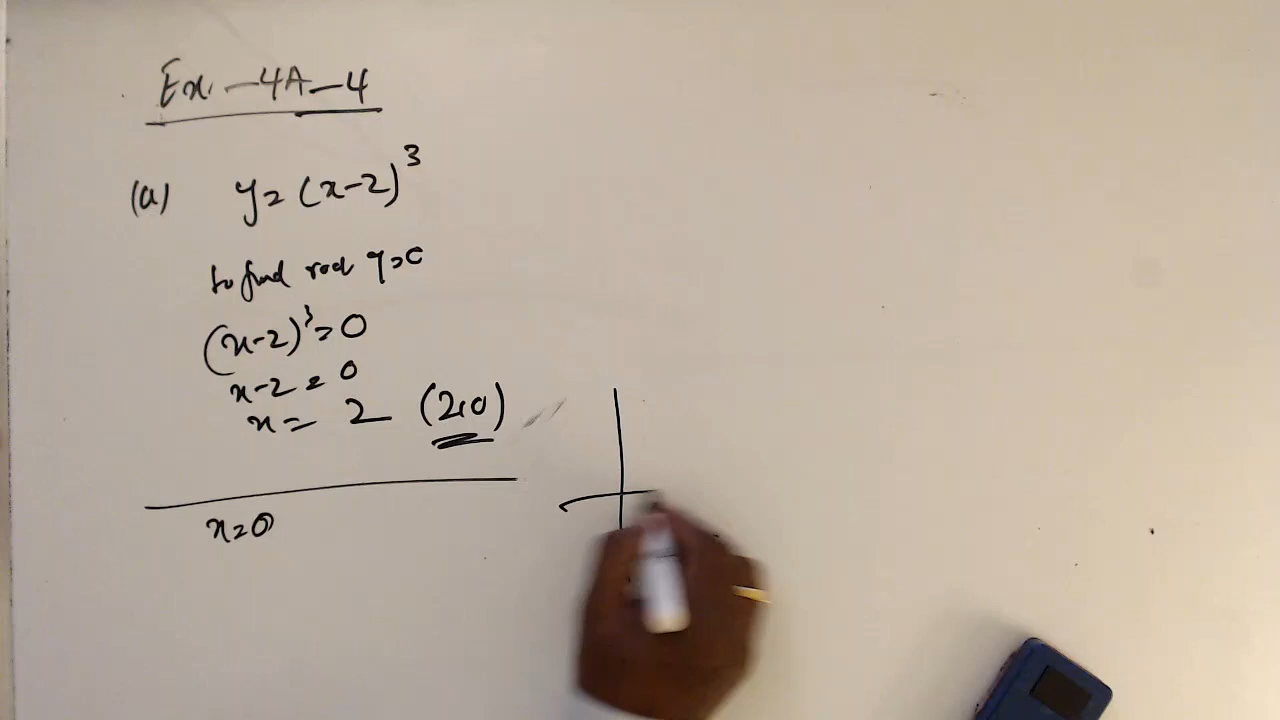 Ex. - 4A - 4
(a) y = (x-2)³
to find root y=0
(x-2)³ = 0
x-2 = 0
x = 2 (2,0)
x=0